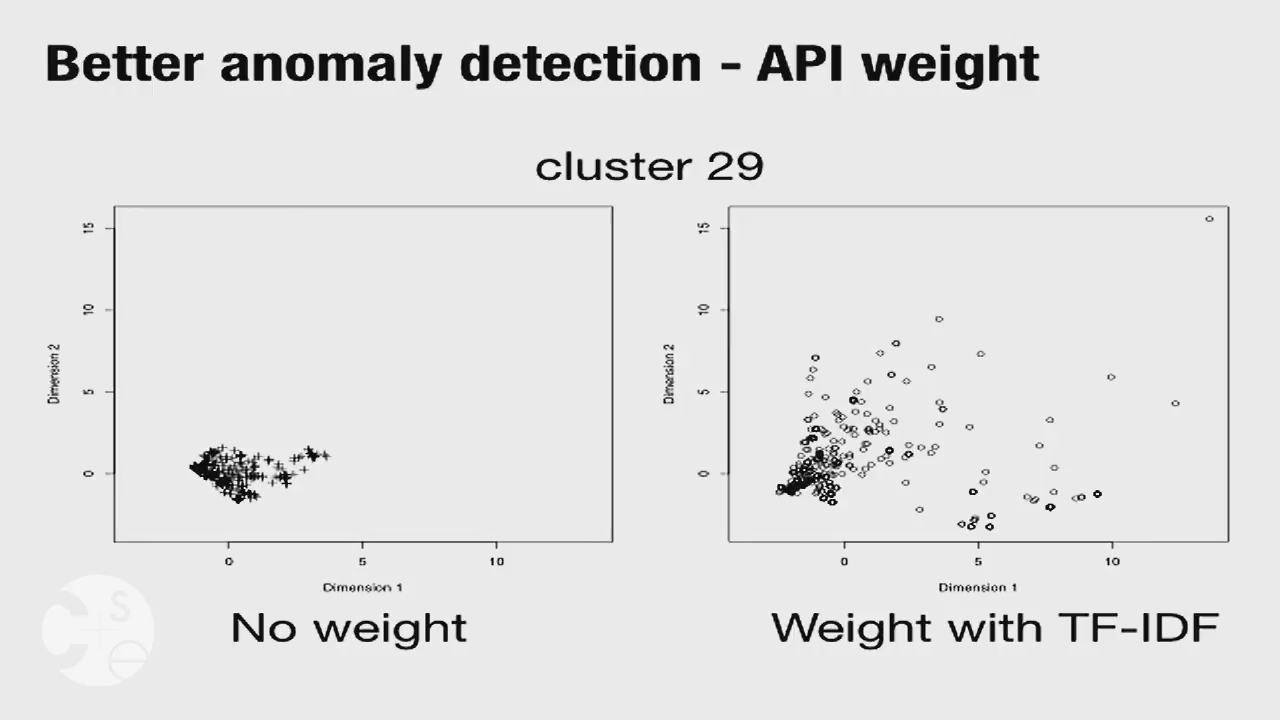 Better anomaly detection - API weight
cluster 29
15
10
5
0
Dimension 2
0
5
10
Dimension 1
No weight
15
10
5
0
Dimension 2
0
5
10
Dimension 1
Weight with TF-IDF
C S e